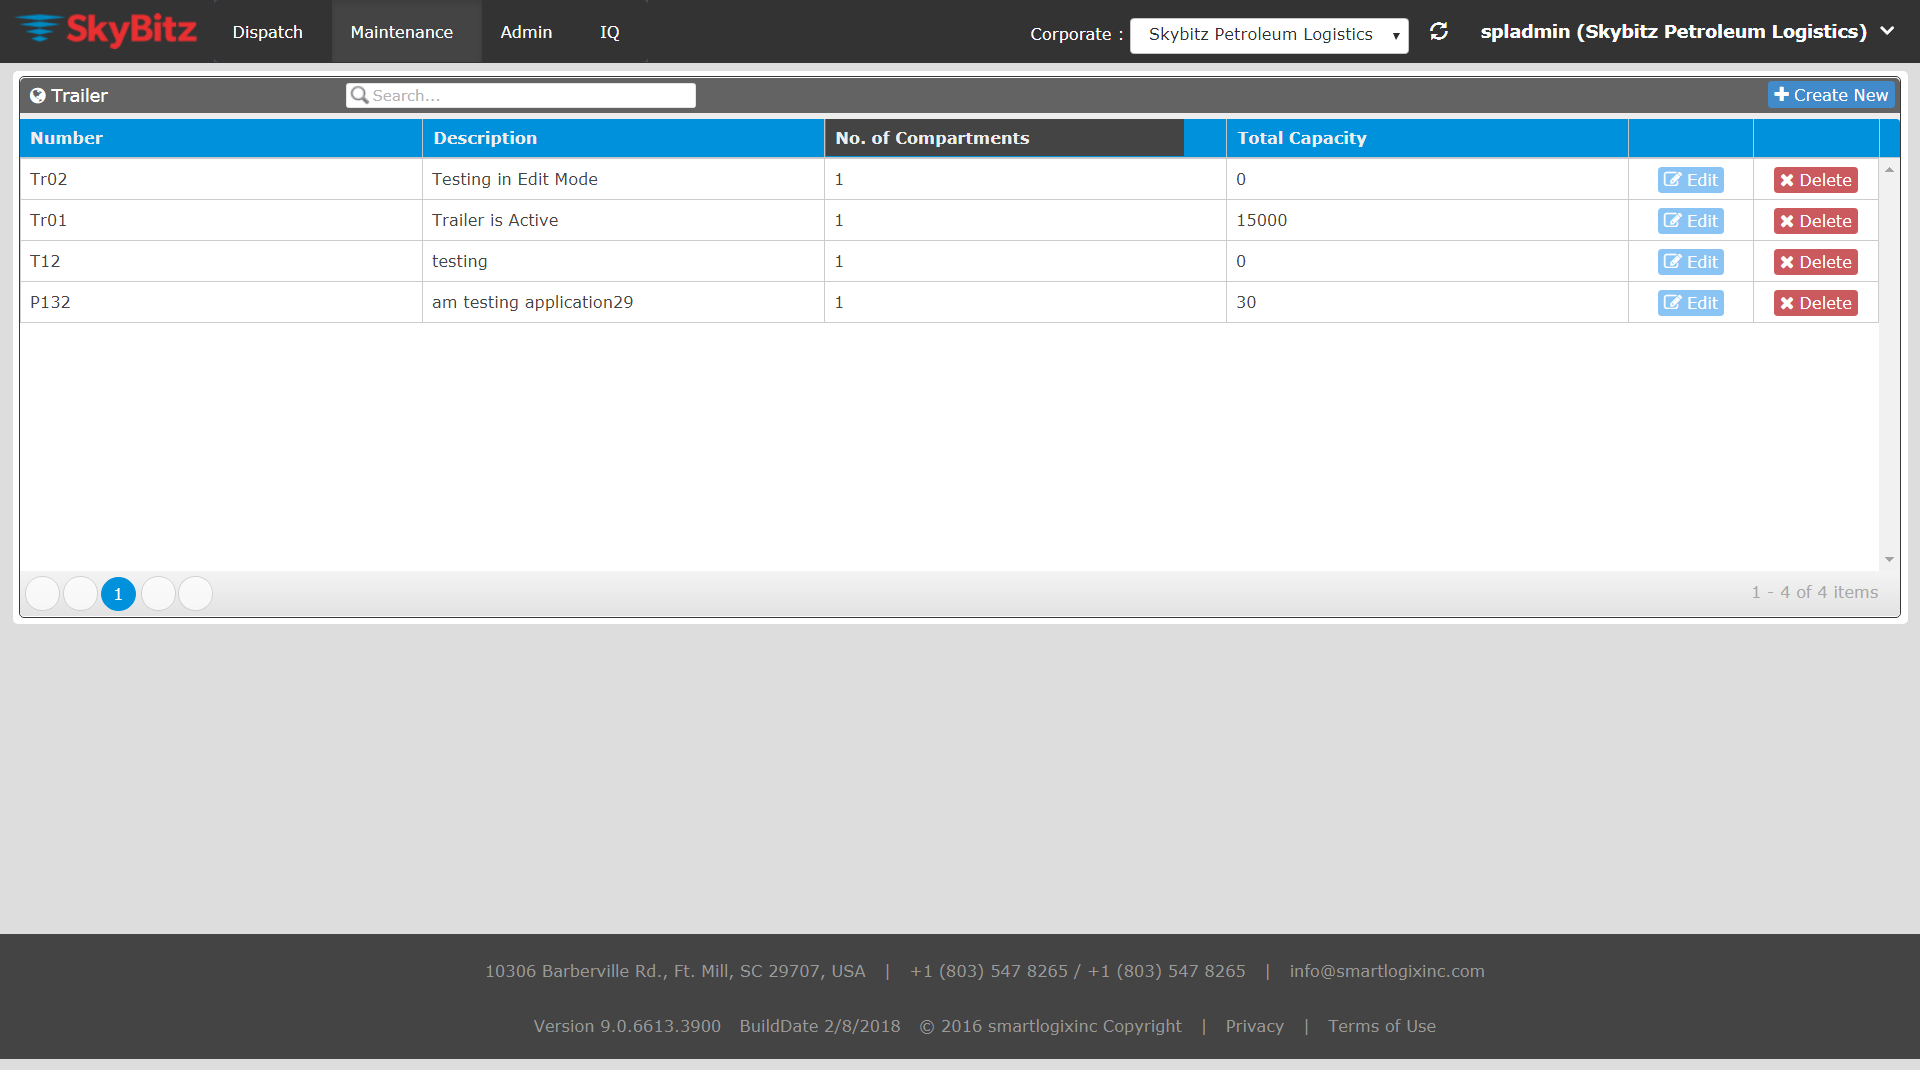 SkyBitz Dispatch Maintenance Admin IQ Corporate : Skybitz Petroleum Logistics spladmin (Skybitz Petroleum Logistics)
Trailer Search... Create New
Number Description No. of Compartments Total Capacity
Tr02 Testing in Edit Mode 1 0 Edit Delete
Tr01 Trailer is Active 1 15000 Edit Delete
T12 testing 1 0 Edit Delete
P132 am testing application29 1 30 Edit Delete
1 1 - 4 of 4 items
10306 Barberville Rd., Ft. Mill, SC 29707, USA | +1 (803) 547 8265 / +1 (803) 547 8265 | info@smartlogixinc.com
Version 9.0.6613.3900 BuildDate 2/8/2018 © 2016 smartlogixinc Copyright | Privacy | Terms of Use